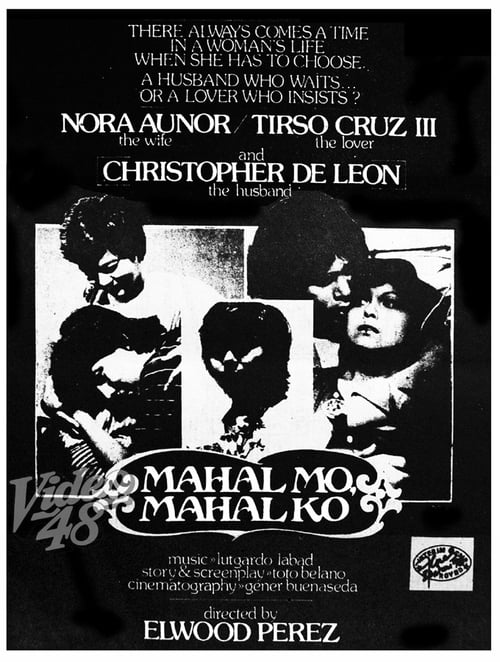 THERE ALWAYS COMES A TIME
IN A WOMAN'S LIFE
WHEN SHE HAS TO CHOOSE..
A HUSBAND WHO WAITS...
OR A LOVER WHO INSISTS?
NORA AUNOR / TIRSO CRUZ III
the wife
the lover
and
CHRISTOPHER DE LEON
the husband
MAHAL MO,
MAHAL KO
Video
48
music » lutgardo labad
story & screenplay » toto belano
cinematography » gener buenaseda
directed by
ELWOOD PEREZ